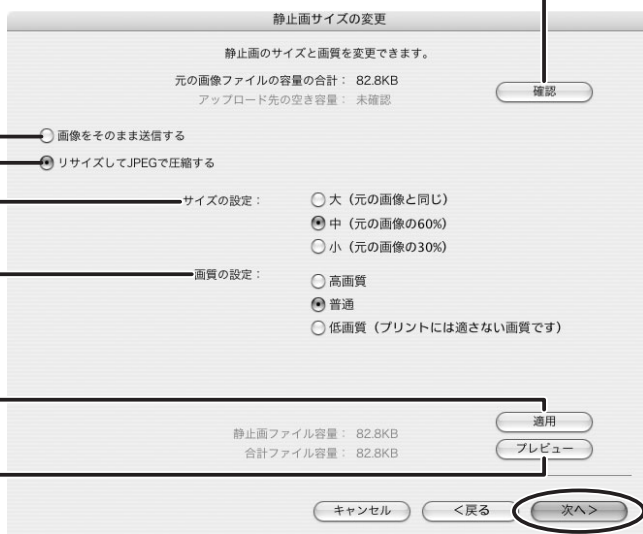 静止画サイズの変更
静止画のサイズと画質を変更できます。
元の画像ファイルの容量の合計： 82.8KB
アップロード先の空き容量： 未確認
確認
画像をそのまま送信する
リサイズしてJPEGで圧縮する
サイズの設定：
大（元の画像と同じ）
中（元の画像の60%）
小（元の画像の30%）
画質の設定：
高画質
普通
低画質（プリントには適さない画質です）
適用
静止画ファイル容量： 82.8KB
合計ファイル容量： 82.8KB
プレビュー
キャンセル
<戻る
次へ>